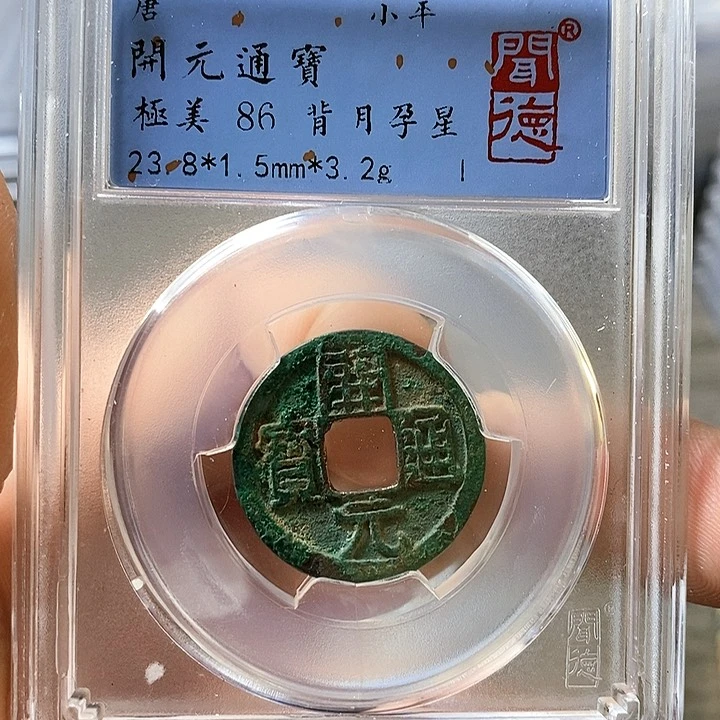 唐 小平
開元通寶
極美 86 背月孕星
23.8*1.5mm*3.2g
聞德®
開元通寶
聞德